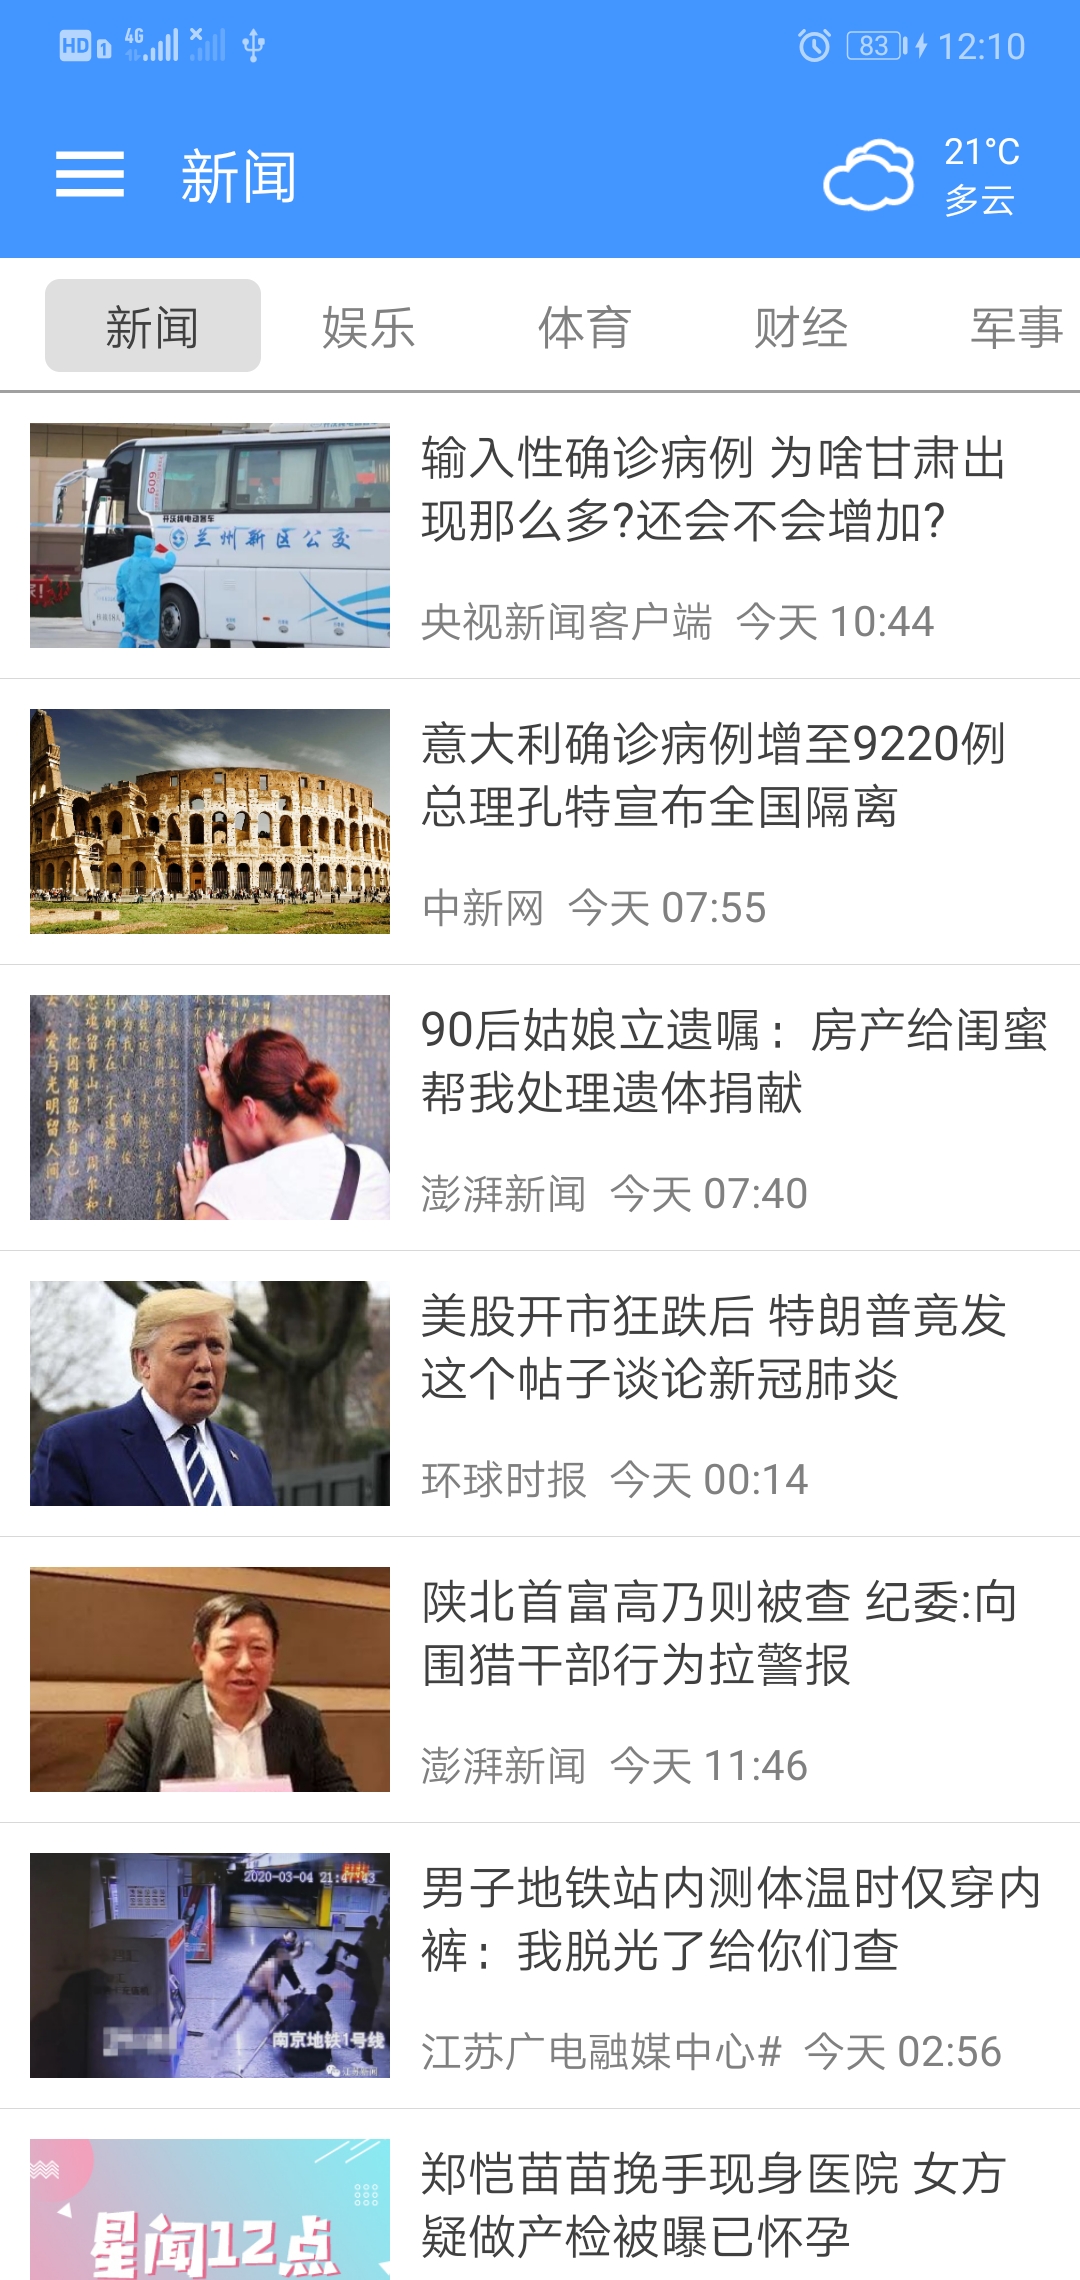 HD 1 4G 83 12:10
新闻
21°C
多云
新闻 娱乐 体育 财经 军事
兰州新区公交
输入性确诊病例 为啥甘肃出
现那么多?还会不会增加?
央视新闻客户端 今天 10:44
意大利确诊病例增至9220例
总理孔特宣布全国隔离
中新网 今天 07:55
90后姑娘立遗嘱：房产给闺蜜
帮我处理遗体捐献
澎湃新闻 今天 07:40
美股开市狂跌后 特朗普竟发
这个帖子谈论新冠肺炎
环球时报 今天 00:14
陕北首富高乃则被查 纪委:向
围猎干部行为拉警报
澎湃新闻 今天 11:46
2020-03-04 21:47:43
南京地铁1号线
男子地铁站内测体温时仅穿内
裤：我脱光了给你们查
江苏广电融媒中心# 今天 02:56
星闻12点
郑恺苗苗挽手现身医院 女方
疑做产检被曝已怀孕